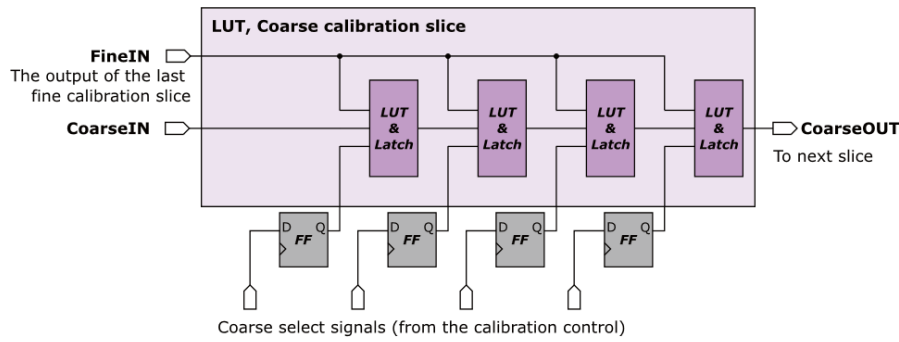 LUT, Coarse calibration slice
FineIN
The output of the last
fine calibration slice
CoarseIN
LUT
&
Latch
LUT
&
Latch
LUT
&
Latch
LUT
&
Latch
CoarseOUT
To next slice
D Q
FF
D Q
FF
D Q
FF
D Q
FF
Coarse select signals (from the calibration control)